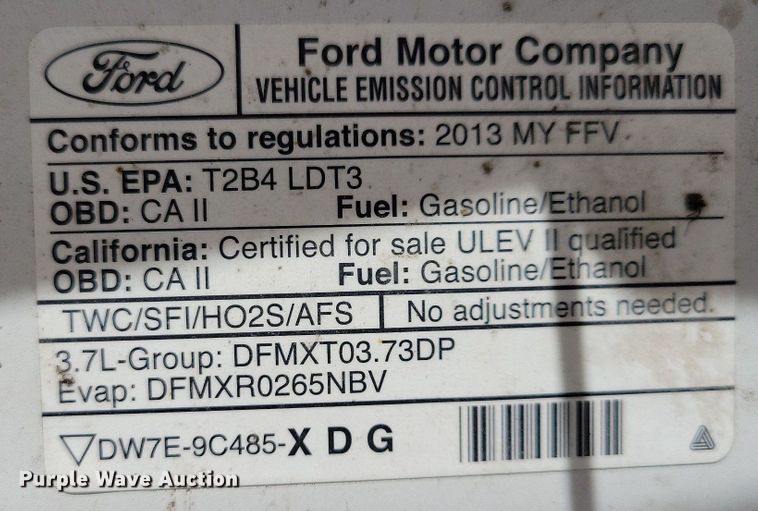 Ford
Ford Motor Company
VEHICLE EMISSION CONTROL INFORMATION
Conforms to regulations: 2013 MY FFV
U.S. EPA: T2B4 LDT3
OBD: CA II Fuel: Gasoline/Ethanol
California: Certified for sale ULEV II qualified
OBD: CA II Fuel: Gasoline/Ethanol
TWC/SFI/HO2S/AFS No adjustments needed.
3.7L-Group: DFMXT03.73DP
Evap: DFMXR0265NBV
DW7E-9C485-X D G
Purple Wave Auction